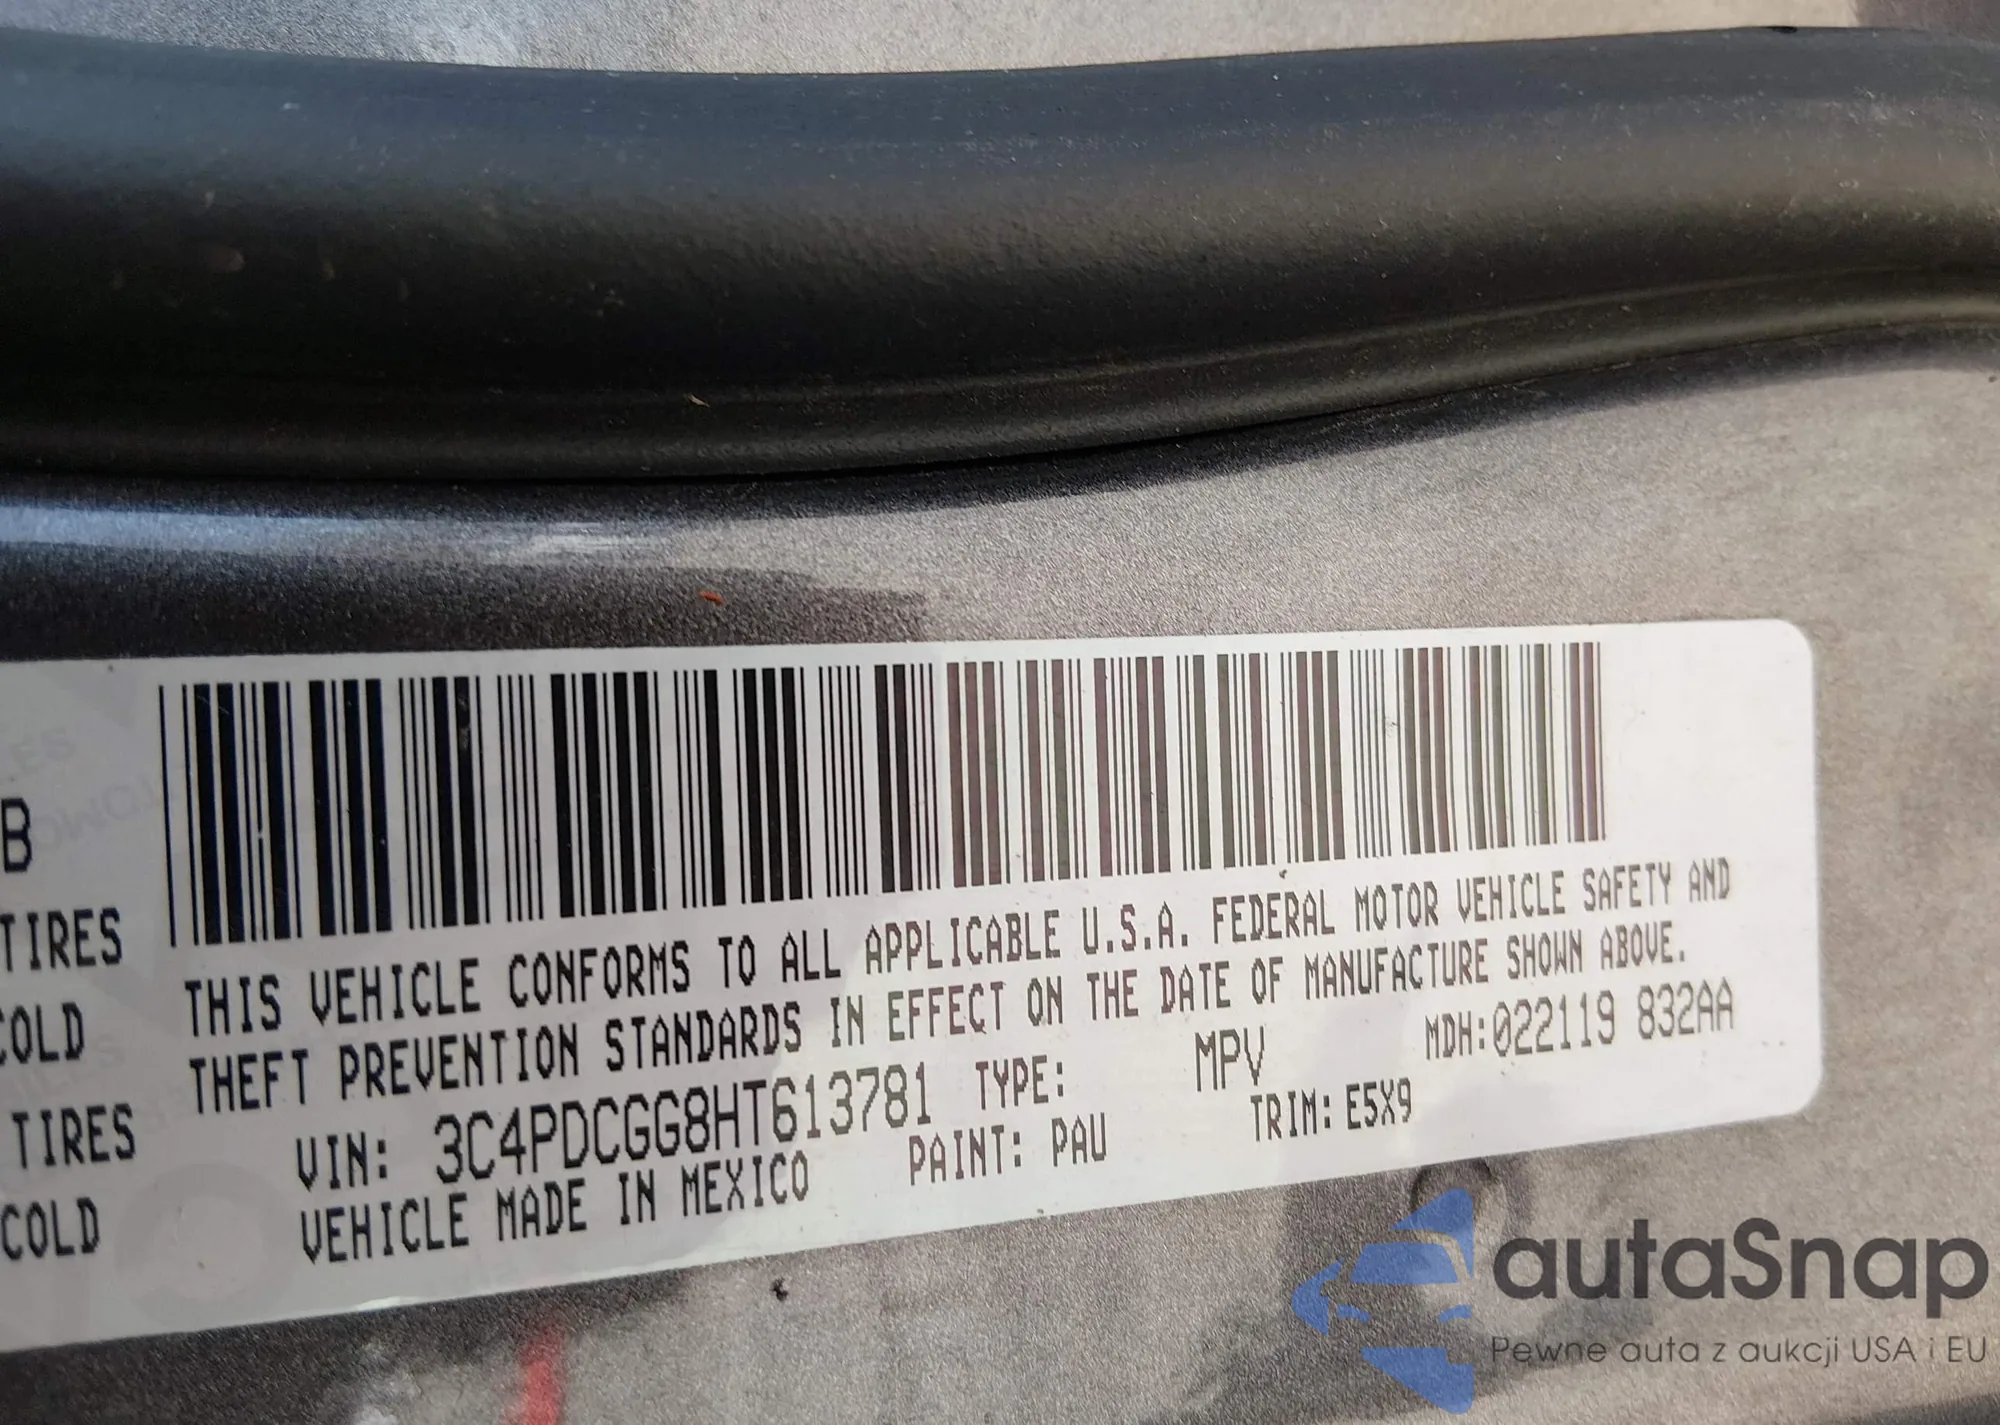 B
TIRES
COLD
TIRES
COLD
THIS VEHICLE CONFORMS TO ALL APPLICABLE U.S.A. FEDERAL MOTOR VEHICLE SAFETY AND
THEFT PREVENTION STANDARDS IN EFFECT ON THE DATE OF MANUFACTURE SHOWN ABOVE.
MDH:022119 832AA
VIN: 3C4PDCGG8HT613781 TYPE: MPV
VEHICLE MADE IN MEXICO PAINT: PAU TRIM: E5X9
autaSnap
Pewne auta z aukcji USA i EU